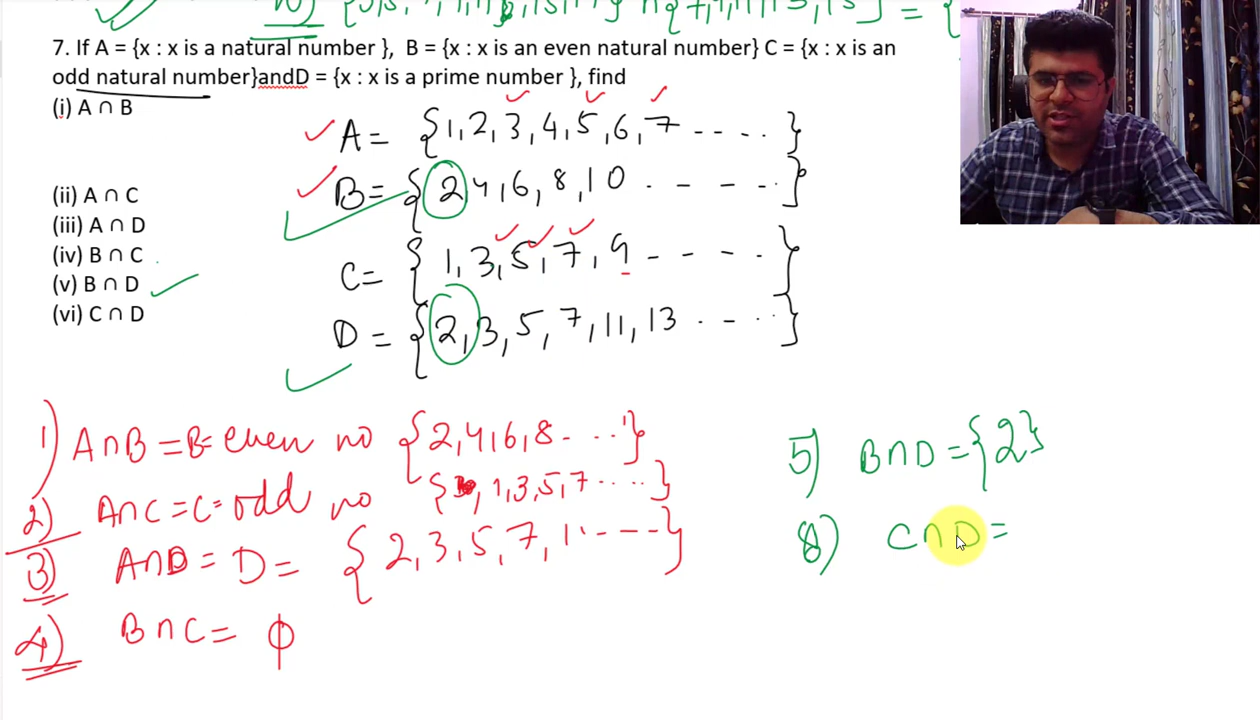 7. If A = {x : x is a natural number }, B = {x : x is an even natural number} C = {x : x is an
odd natural number}andD = {x : x is a prime number }, find
(i) A ∩ B
A = {1, 2, 3, 4, 5, 6, 7 - - - - }
B = {2, 4, 6, 8, 10 - - - - }
(ii) A ∩ C
(iii) A ∩ D
(iv) B ∩ C
C = {1, 3, 5, 7, 9 - - - - }
(v) B ∩ D
(vi) C ∩ D
D = {2, 3, 5, 7, 11, 13 - - - }
1) A∩B = B = even no {2, 4, 6, 8 - - - }
2) A∩C = C = odd no { , 1, 3, 5, 7 - - - - }
3) A∩D = D = {2, 3, 5, 7, 11 - - - }
4) B∩C = ϕ
5) B∩D = {2}
8) C∩D =